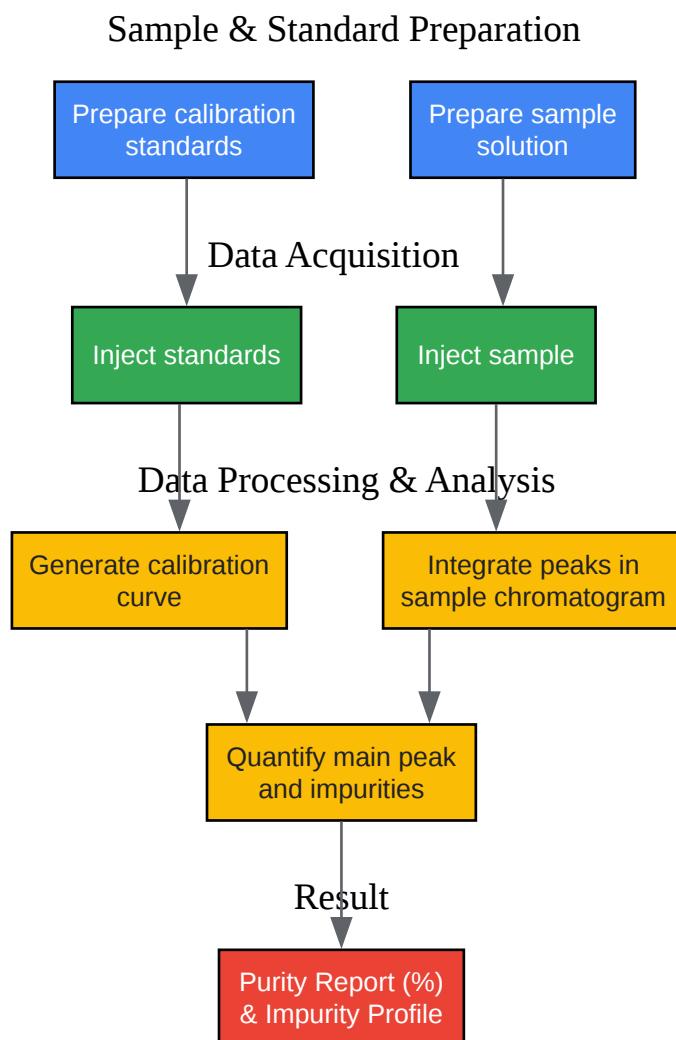 Sample & Standard Preparation
Prepare calibration
standards
Prepare sample
solution
Data Acquisition
Inject standards
Inject sample
Data Processing & Analysis
Generate calibration
curve
Integrate peaks in
sample chromatogram
Quantify main peak
and impurities
Result
Purity Report (%)
& Impurity Profile